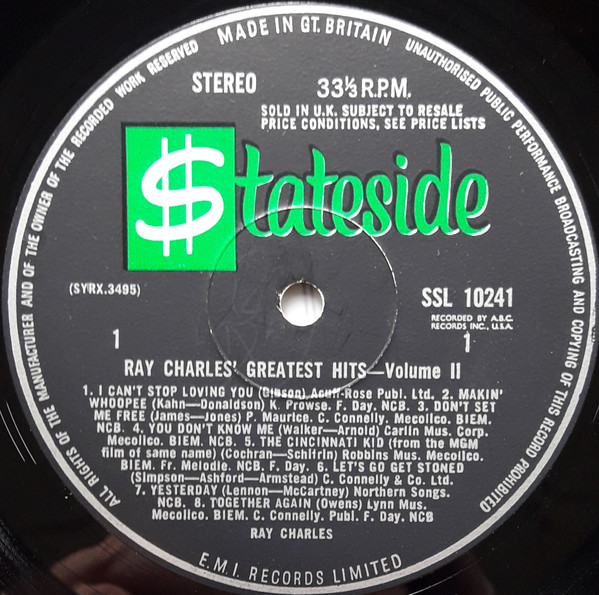 MADE IN GT. BRITAIN
UNAUTHORISED PUBLIC PERFORMANCE BROADCASTING AND COPYING OF THIS RECORD PROHIBITED
ALL RIGHTS OF THE MANUFACTURER AND OF THE OWNER OF THE RECORDED WORK RESERVED
STEREO 33⅓ R.P.M.
SOLD IN U.K. SUBJECT TO RESALE
PRICE CONDITIONS, SEE PRICE LISTS
$tateside
(SYRX.3495) SSL 10241
RECORDED BY A.B.C.
RECORDS INC., U.S.A.
1 1
RAY CHARLES' GREATEST HITS—Volume II
1. I CAN'T STOP LOVING YOU (Gibson) Acuff-Rose Publ. Ltd. 2. MAKIN'
WHOOPEE (Kahn—Donaldson) K. Prowse. F. Day. NCB. 3. DON'T SET
ME FREE (James—Jones) P. Maurice. C. Connelly. Mecolico. BIEM.
NCB. 4. YOU DON'T KNOW ME (Walker—Arnold) Carlin Mus. Corp.
Mecolico. BIEM. NCB. 5. THE CINCINNATI KID (from the MGM
film of same name) (Cochran—Schifrin) Robbins Mus. Mecolico.
BIEM. Fr. Melodie. NCB. F. Day. 6. LET'S GO GET STONED
(Simpson—Ashford—Armstead) C. Connelly & Co. Ltd.
7. YESTERDAY (Lennon—McCartney) Northern Songs.
NCB. 8. TOGETHER AGAIN (Owens) Lynn Mus.
Mecolico. BIEM. C. Connelly. Publ. F. Day. NCB
RAY CHARLES
E.M.I. RECORDS LIMITED